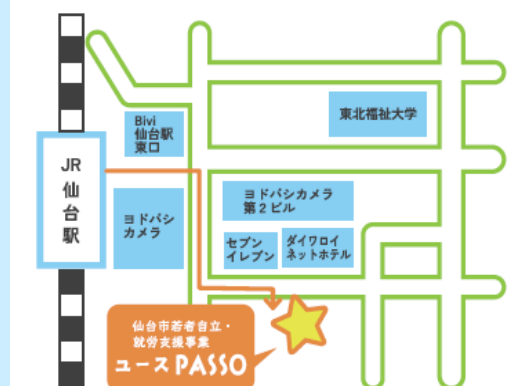 東北福祉大学
Bivi
仙台駅
東口
JR
仙
台
駅
ヨドバシ
カメラ
ヨドバシカメラ
第2ビル
セブン
イレブン
ダイワロイ
ネットホテル
仙台市若者自立・
就労支援事業
ユースPASSO